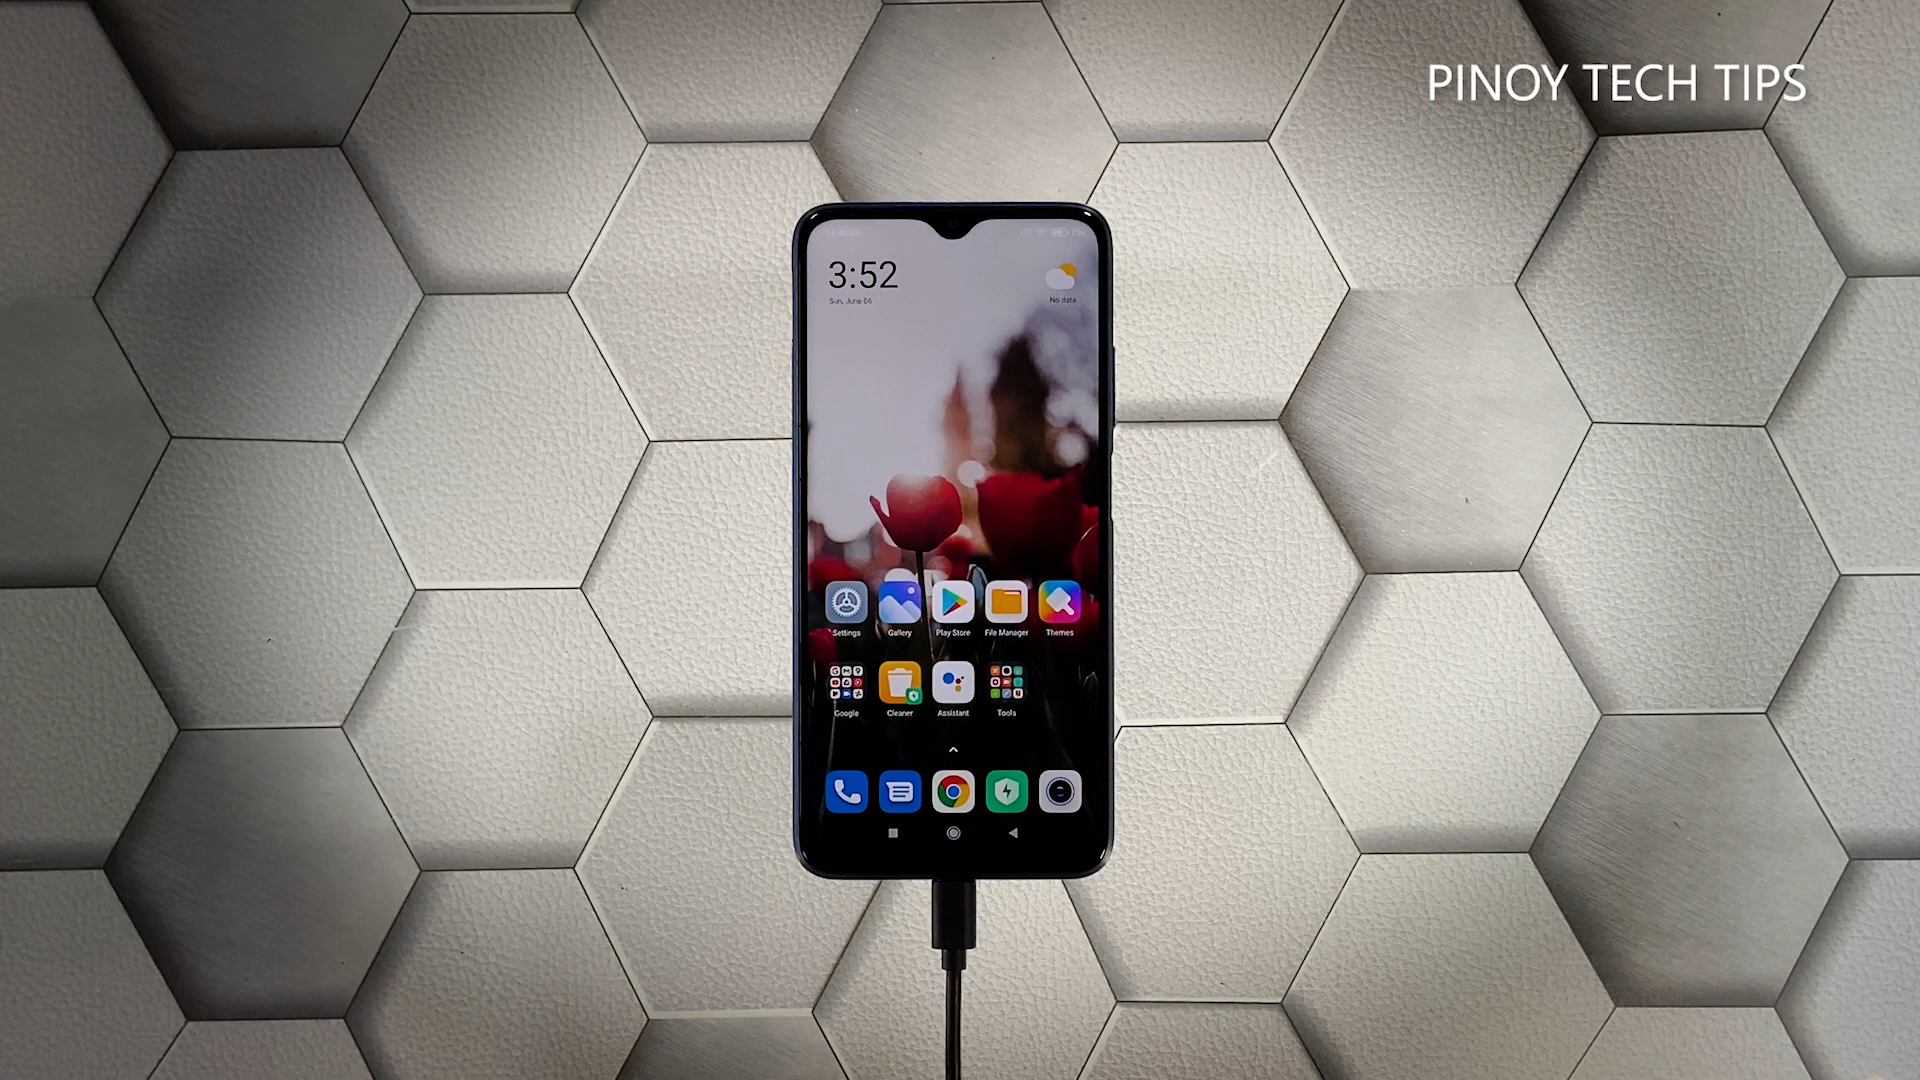 PINOY TECH TIPS
3:52
Sun, June 06
No data
Settings
Gallery
Play Store
File Manager
Themes
Google
Cleaner
Assistant
Tools